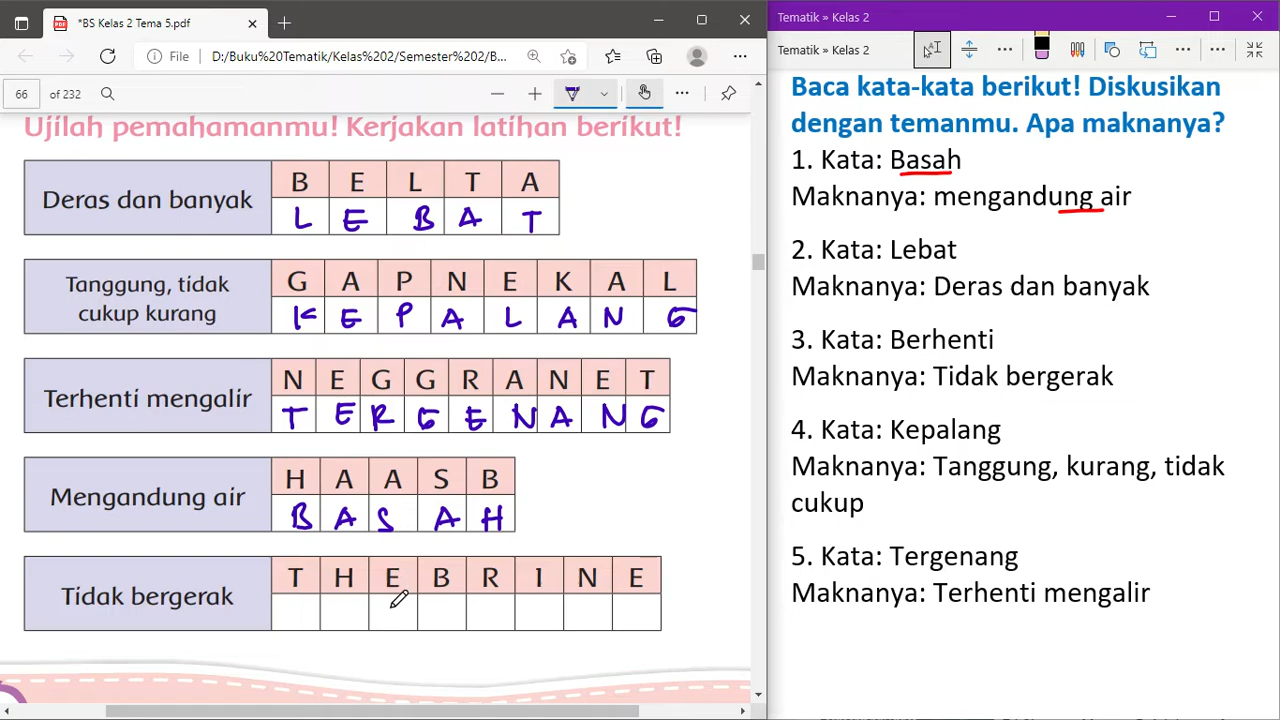 *BS Kelas 2 Tema 5.pdf
File
D:/Buku%20Tematik/Kelas%202/Semester%202/B...
66 of 232
Ujilah pemahamanmu! Kerjakan latihan berikut!
Deras dan banyak
B E L T A
L E B A T
Tanggung, tidak
cukup kurang
G A P N E K A L
K E P A L A N G
Terhenti mengalir
N E G G R A N E T
T E R G E N A N G
Mengandung air
H A A S B
B A S A H
Tidak bergerak
T H E B R I N E
Tematik » Kelas 2
Tematik » Kelas 2
Baca kata-kata berikut! Diskusikan
dengan temanmu. Apa maknanya?
1. Kata: Basah
Maknanya: mengandung air
2. Kata: Lebat
Maknanya: Deras dan banyak
3. Kata: Berhenti
Maknanya: Tidak bergerak
4. Kata: Kepalang
Maknanya: Tanggung, kurang, tidak
cukup
5. Kata: Tergenang
Maknanya: Terhenti mengalir